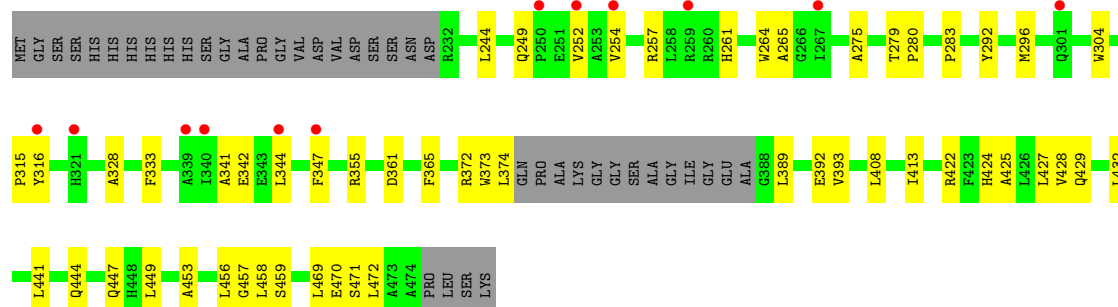 MET GLY SER SER HIS HIS HIS HIS HIS HIS SER GLY ALA PRO GLY VAL ASP VAL ASP SER SER ASN ASP R232 L244 Q249 P250 E251 V252 A253 V254 R257 L258 R259 R260 H261 W264 A265 G266 I267 A275 T279 P280 P283 Y292 M296 Q301 W304
P315 Y316 H321 A328 F333 A339 I340 A341 E342 E343 L344 F347 R355 D361 F365 R372 W373 L374 GLN PRO ALA LYS GLY GLY SER ALA GLY ILE GLY GLU ALA G388 L389 E392 V393 L408 I413 R422 F423 H424 A425 L426 L427 V428 Q429 L432
L441 Q444 Q447 H448 L449 A453 L456 G457 L458 S459 L469 E470 S471 L472 A473 A474 PRO LEU SER LYS